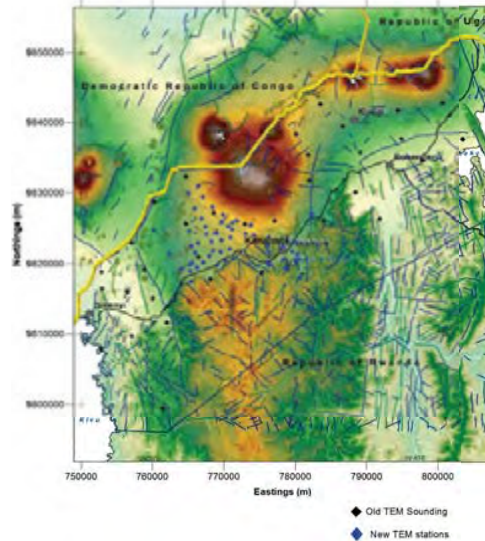 Republic of Ug
9850000
Democratic Republic of Congo
9840000
9830000
Northings (m)
9820000
9810000
Republic of Rwanda
9800000
Kivu
750000 760000 770000 780000 790000 800000
Eastings (m)
Old TEM Sounding
New TEM stations